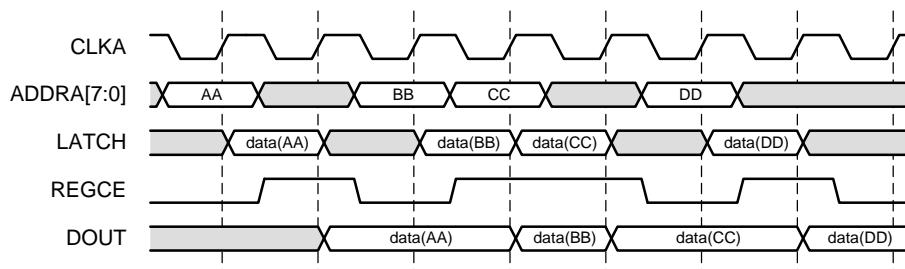 CLKA
ADDRA[7:0] AA BB CC DD
LATCH data(AA) data(BB) data(CC) data(DD)
REGCE
DOUT data(AA) data(BB) data(CC) data(DD)